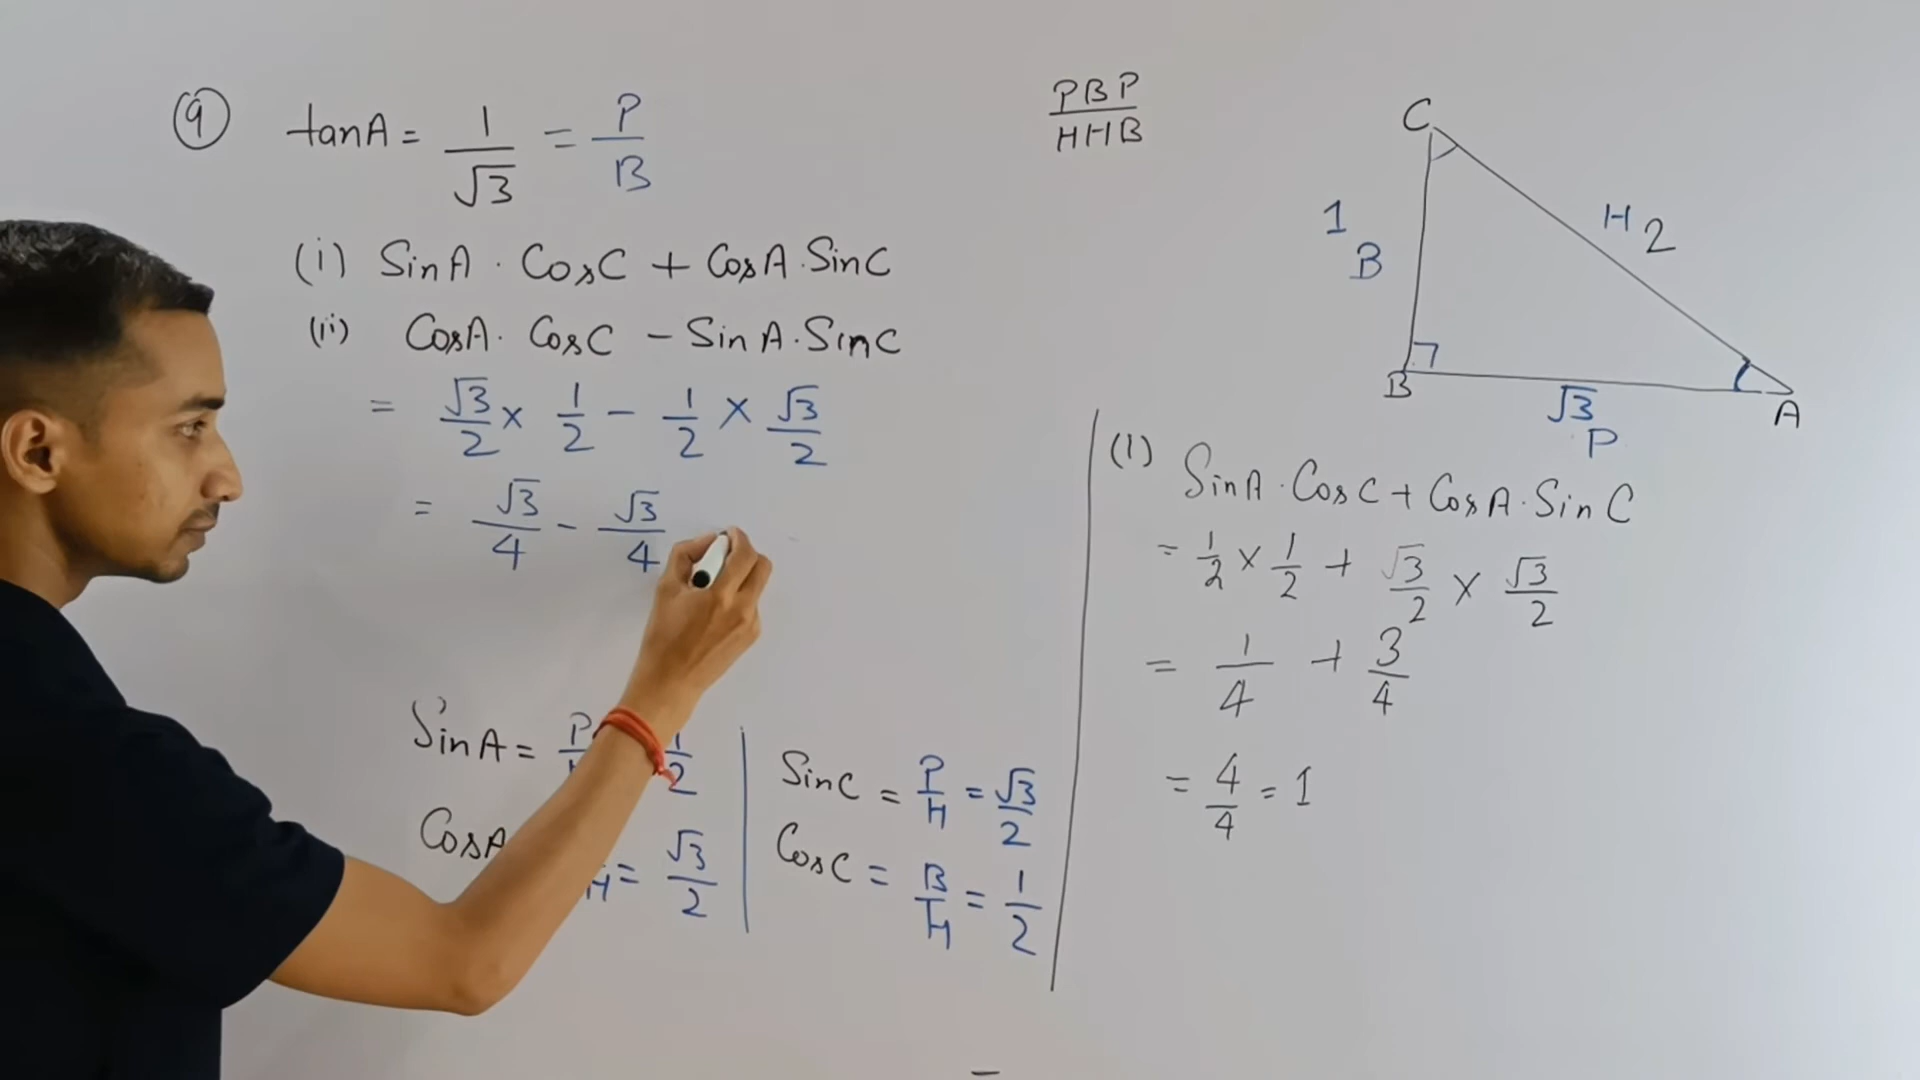 9 tanA = 1/√3 = P/B
(i) SinA · CosC + CosA · SinC
(ii) CosA · CosC − SinA · SinC
= √3/2 × 1/2 − 1/2 × √3/2
= √3/4 − √3/4
SinA = P 1/2
CosA H = √3/2
SinC = P/H = √3/2
CosC = B/H = 1/2
PBP
HHB
C
1
B
H 2
B
√3
P
A
(1) SinA · CosC + CosA · SinC
= 1/2 × 1/2 + √3/2 × √3/2
= 1/4 + 3/4
= 4/4 = 1